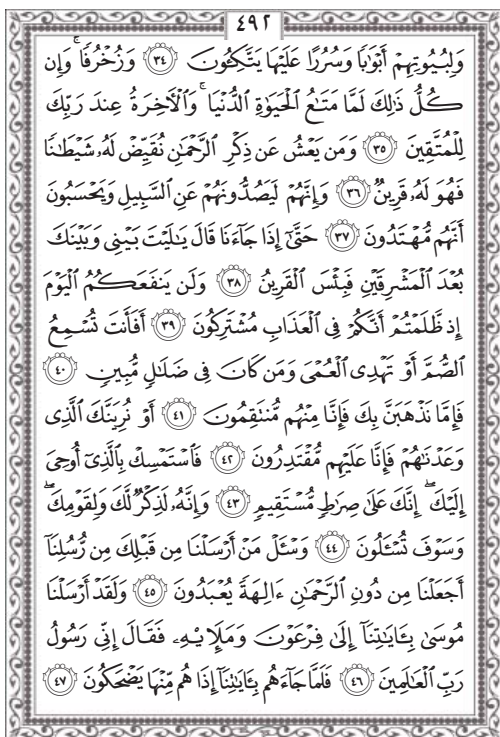 ٤٩٢
وَلِبُيُوتِهِمْ أَبْوَٰبًا وَسُرُرًا عَلَيْهَا يَتَّكِـُٔونَ ٣٤ وَزُخْرُفًا ۚ وَإِن
كُلُّ ذَٰلِكَ لَمَّا مَتَـٰعُ ٱلْحَيَوٰةِ ٱلدُّنْيَا ۚ وَٱلْـَٔاخِرَةُ عِندَ رَبِّكَ
لِلْمُتَّقِينَ ٣٥ وَمَن يَعْشُ عَن ذِكْرِ ٱلرَّحْمَـٰنِ نُقَيِّضْ لَهُۥ شَيْطَـٰنًا
فَهُوَ لَهُۥ قَرِينٌ ٣٦ وَإِنَّهُمْ لَيَصُدُّونَهُمْ عَنِ ٱلسَّبِيلِ وَيَحْسَبُونَ
أَنَّهُم مُّهْتَدُونَ ٣٧ حَتَّىٰٓ إِذَا جَآءَنَا قَالَ يَـٰلَيْتَ بَيْنِى وَبَيْنَكَ
بُعْدَ ٱلْمَشْرِقَيْنِ فَبِئْسَ ٱلْقَرِينُ ٣٨ وَلَن يَنفَعَكُمُ ٱلْيَوْمَ
إِذ ظَّلَمْتُمْ أَنَّكُمْ فِى ٱلْعَذَابِ مُشْتَرِكُونَ ٣٩ أَفَأَنتَ تُسْمِعُ
ٱلصُّمَّ أَوْ تَهْدِى ٱلْعُمْىَ وَمَن كَانَ فِى ضَلَـٰلٍ مُّبِينٍ ٤٠
فَإِمَّا نَذْهَبَنَّ بِكَ فَإِنَّا مِنْهُم مُّنتَقِمُونَ ٤١ أَوْ نُرِيَنَّكَ ٱلَّذِى
وَعَدْنَـٰهُمْ فَإِنَّا عَلَيْهِم مُّقْتَدِرُونَ ٤٢ فَٱسْتَمْسِكْ بِٱلَّذِىٓ أُوحِىَ
إِلَيْكَ ۖ إِنَّكَ عَلَىٰ صِرَٰطٍ مُّسْتَقِيمٍ ٤٣ وَإِنَّهُۥ لَذِكْرٌ لَّكَ وَلِقَوْمِكَ ۖ
وَسَوْفَ تُسْـَٔلُونَ ٤٤ وَسْـَٔلْ مَنْ أَرْسَلْنَا مِن قَبْلِكَ مِن رُّسُلِنَآ
أَجَعَلْنَا مِن دُونِ ٱلرَّحْمَـٰنِ ءَالِهَةً يُعْبَدُونَ ٤٥ وَلَقَدْ أَرْسَلْنَا
مُوسَىٰ بِـَٔايَـٰتِنَآ إِلَىٰ فِرْعَوْنَ وَمَلَإِي۟هِۦ فَقَالَ إِنِّى رَسُولُ
رَبِّ ٱلْعَـٰلَمِينَ ٤٦ فَلَمَّا جَآءَهُم بِـَٔايَـٰتِنَآ إِذَا هُم مِّنْهَا يَضْحَكُونَ ٤٧